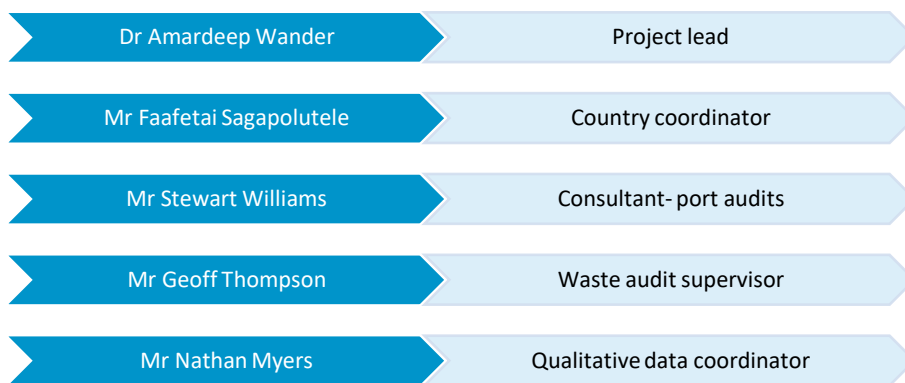 Dr Amardeep Wander Project lead
Mr Faafetai Sagapolutele Country coordinator
Mr Stewart Williams Consultant- port audits
Mr Geoff Thompson Waste audit supervisor
Mr Nathan Myers Qualitative data coordinator